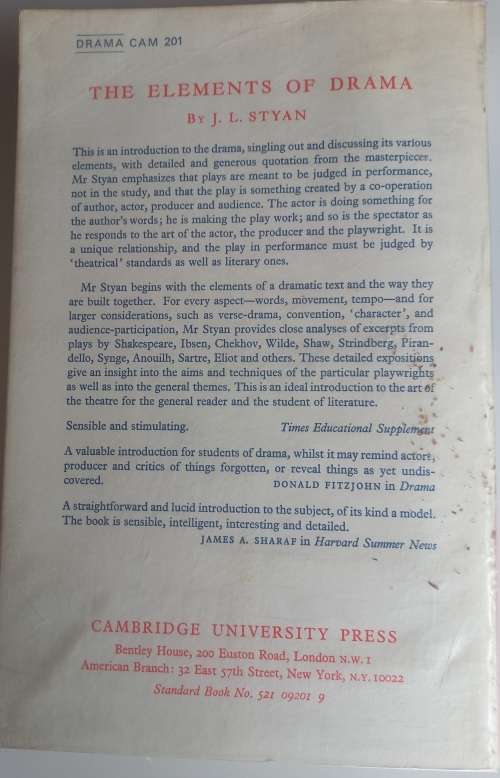 DRAMA CAM 201
THE ELEMENTS OF DRAMA
By J. L. STYAN
This is an introduction to the drama, singling out and discussing its various
elements, with detailed and generous quotation from the masterpieces.
Mr Styan emphasizes that plays are meant to be judged in performance,
not in the study, and that the play is something created by a co-operation
of author, actor, producer and audience. The actor is doing something for
the author's words; he is making the play work; and so is the spectator as
he responds to the art of the actor, the producer and the playwright. It is
a unique relationship, and the play in performance must be judged by
'theatrical' standards as well as literary ones.
Mr Styan begins with the elements of a dramatic text and the way they
are built together. For every aspect—words, movement, tempo—and for
larger considerations, such as verse-drama, convention, 'character', and
audience-participation, Mr Styan provides close analyses of excerpts from
plays by Shakespeare, Ibsen, Chekhov, Wilde, Shaw, Strindberg, Piran-
dello, Synge, Anouilh, Sartre, Eliot and others. These detailed expositions
give an insight into the aims and techniques of the particular playwrights
as well as into the general themes. This is an ideal introduction to the art of
the theatre for the general reader and the student of literature.
Sensible and stimulating. Times Educational Supplement
A valuable introduction for students of drama, whilst it may remind actors,
producer and critics of things forgotten, or reveal things as yet undis-
covered. DONALD FITZJOHN in Drama
A straightforward and lucid introduction to the subject, of its kind a model.
The book is sensible, intelligent, interesting and detailed.
JAMES A. SHARAF in Harvard Summer News
CAMBRIDGE UNIVERSITY PRESS
Bentley House, 200 Euston Road, London N.W. 1
American Branch: 32 East 57th Street, New York, N.Y. 10022
Standard Book No. 521 09201 9